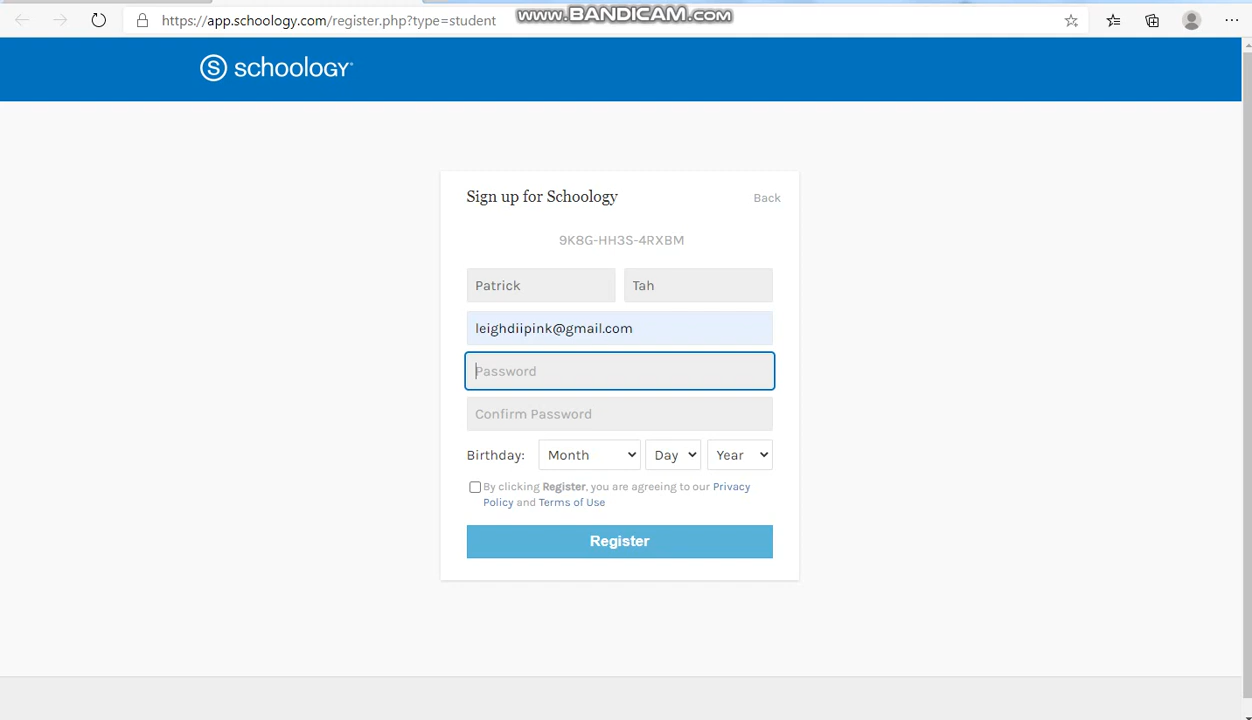 https://app.schoology.com/register.php?type=student
www.BANDICAM.com
S schoology®
Sign up for Schoology
Back
9K8G-HH3S-4RXBM
Patrick
Tah
leighdiipink@gmail.com
Password
Confirm Password
Birthday:
Month
Day
Year
By clicking Register, you are agreeing to our Privacy
Policy and Terms of Use
Register